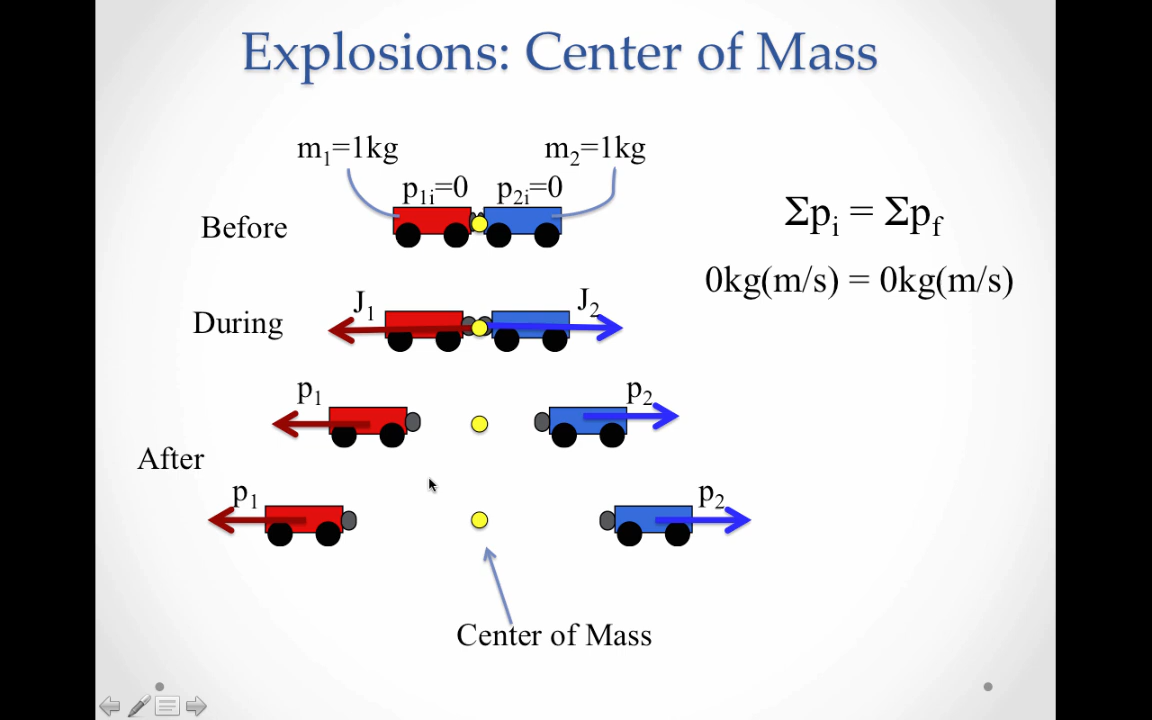 Explosions: Center of Mass
m₁=1kg
m₂=1kg
p₁ᵢ=0
p₂ᵢ=0
Before
Σpᵢ = Σp_f
0kg(m/s) = 0kg(m/s)
During
J₁
J₂
p₁
p₂
After
p₁
p₂
Center of Mass